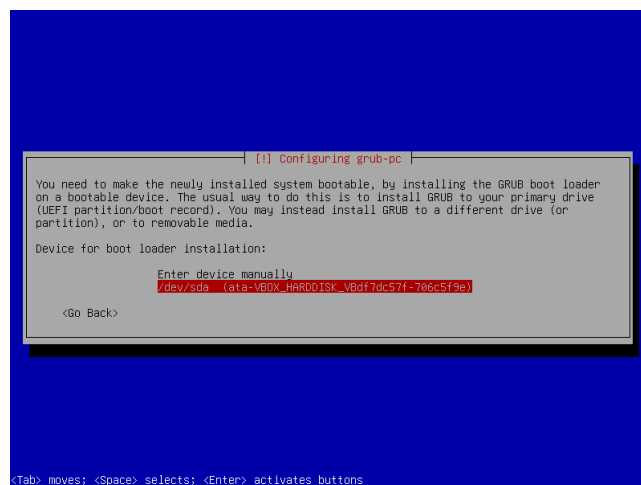 [!] Configuring grub-pc
You need to make the newly installed system bootable, by installing the GRUB boot loader
on a bootable device. The usual way to do this is to install GRUB to your primary drive
(UEFI partition/boot record). You may instead install GRUB to a different drive (or
partition), or to removable media.
Device for boot loader installation:
Enter device manually
/dev/sda (ata-VBOX_HARDDISK_VBdf7dc57f-706c5f9e)
<Go Back>
<Tab> moves; <Space> selects; <Enter> activates buttons